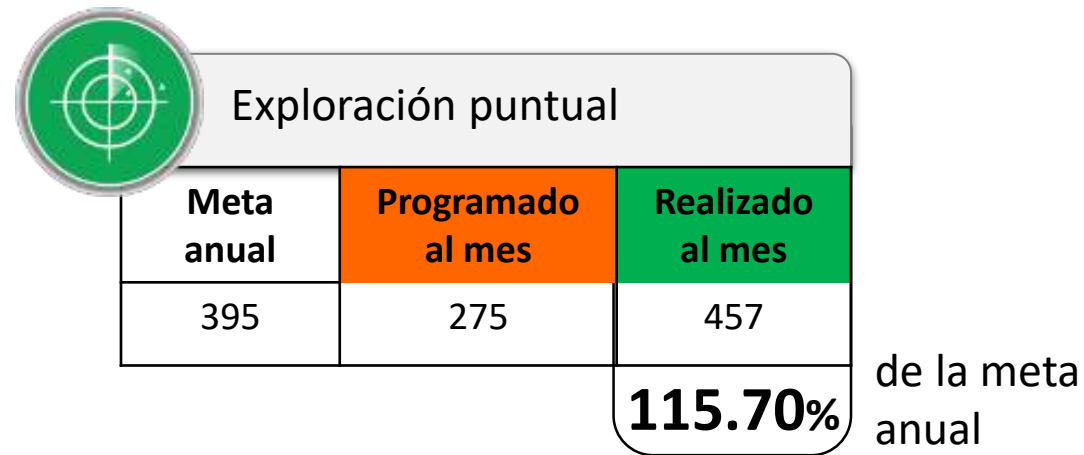 Exploración puntual
Meta anual
Programado al mes
Realizado al mes
395
275
457
115.70%
de la meta
anual